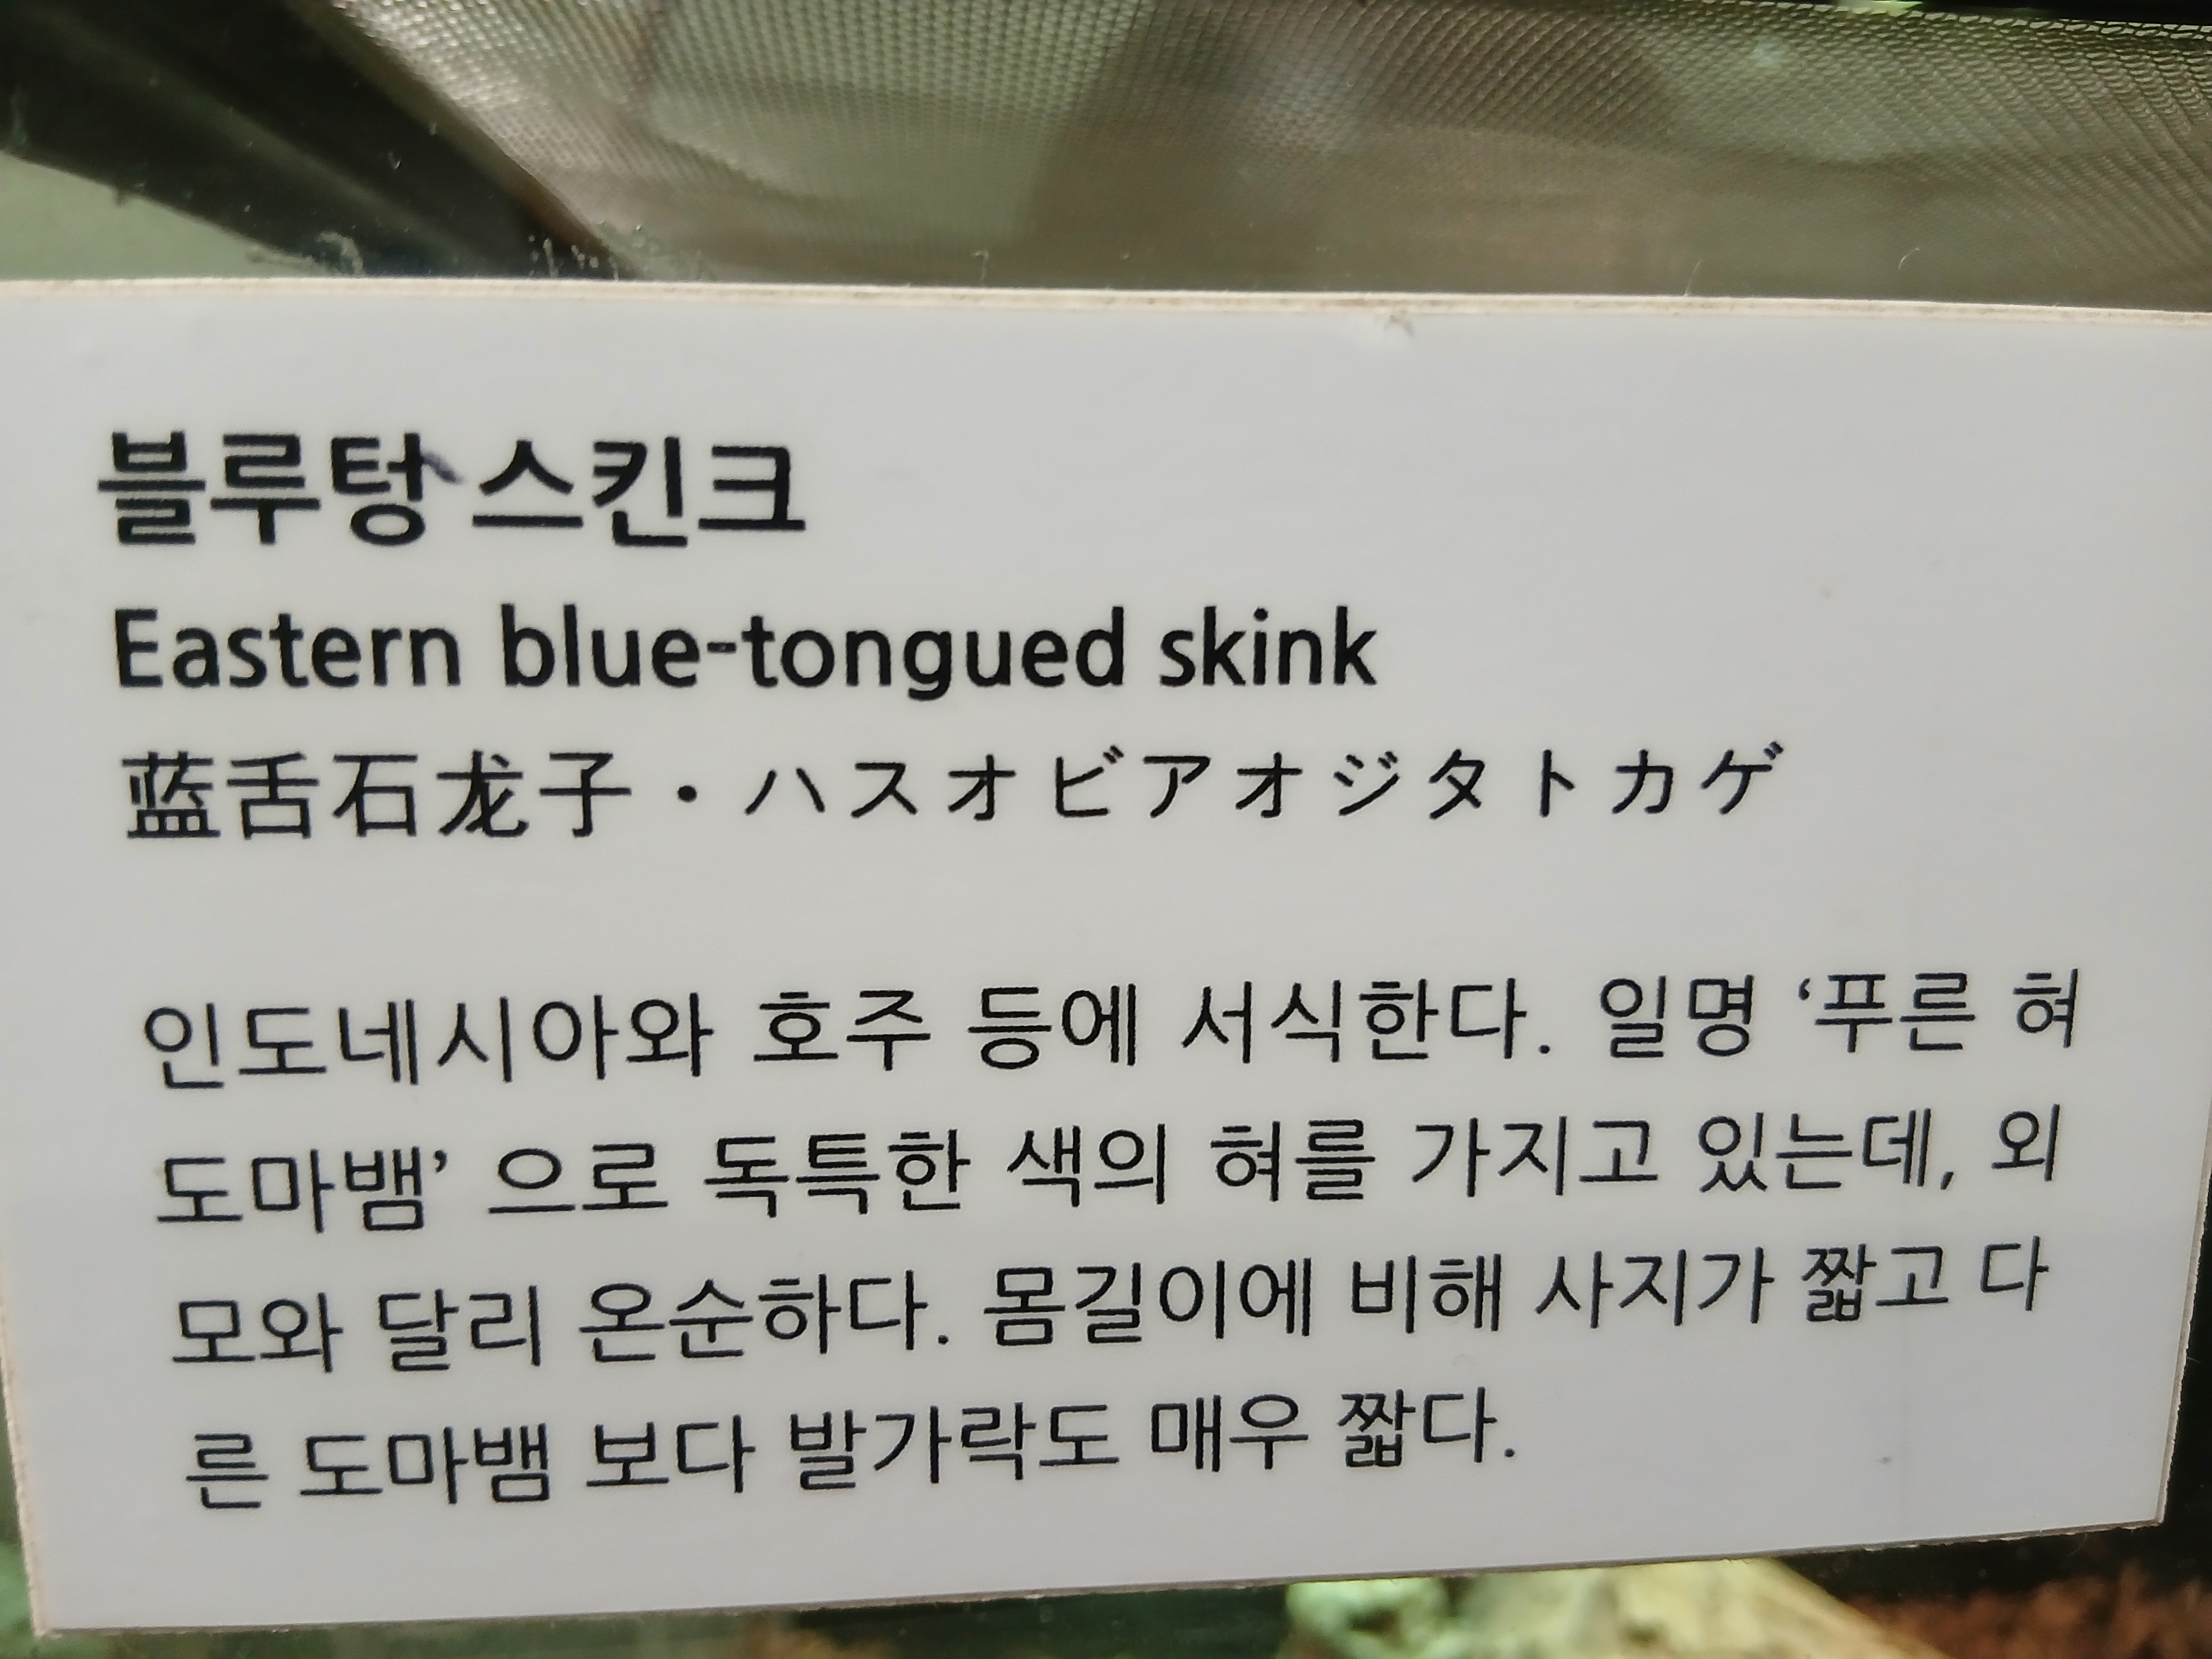 블루텅 스킨크
Eastern blue-tongued skink
蓝舌石龙子・ハスオビアオジタトカゲ
인도네시아와 호주 등에 서식한다. 일명 ‘푸른 혀
도마뱀’ 으로 독특한 색의 혀를 가지고 있는데, 외
모와 달리 온순하다. 몸길이에 비해 사지가 짧고 다
른 도마뱀 보다 발가락도 매우 짧다.